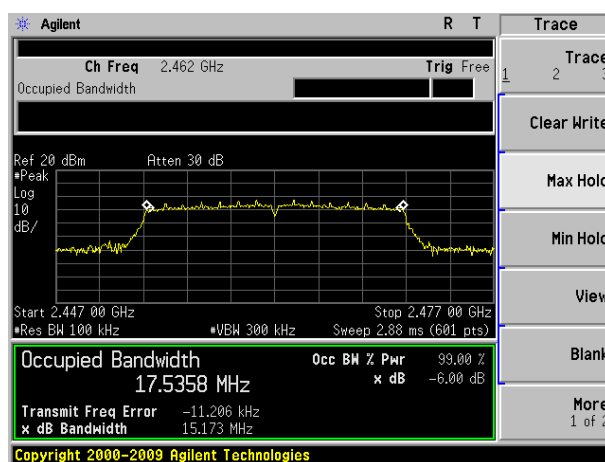 Agilent R T Trace
Ch Freq 2.462 GHz Trig Free
Occupied Bandwidth
Trace
1 2 3
Clear Write
Max Hold
Min Hold
View
Blank
More
1 of 2
Ref 20 dBm Atten 30 dB
#Peak
Log
10
dB/
Start 2.447 00 GHz Stop 2.477 00 GHz
#Res BW 100 kHz #VBW 300 kHz Sweep 2.88 ms (601 pts)
Occupied Bandwidth Occ BW % Pwr 99.00 %
17.5358 MHz x dB -6.00 dB
Transmit Freq Error -11.206 kHz
x dB Bandwidth 15.173 MHz
Copyright 2000-2009 Agilent Technologies